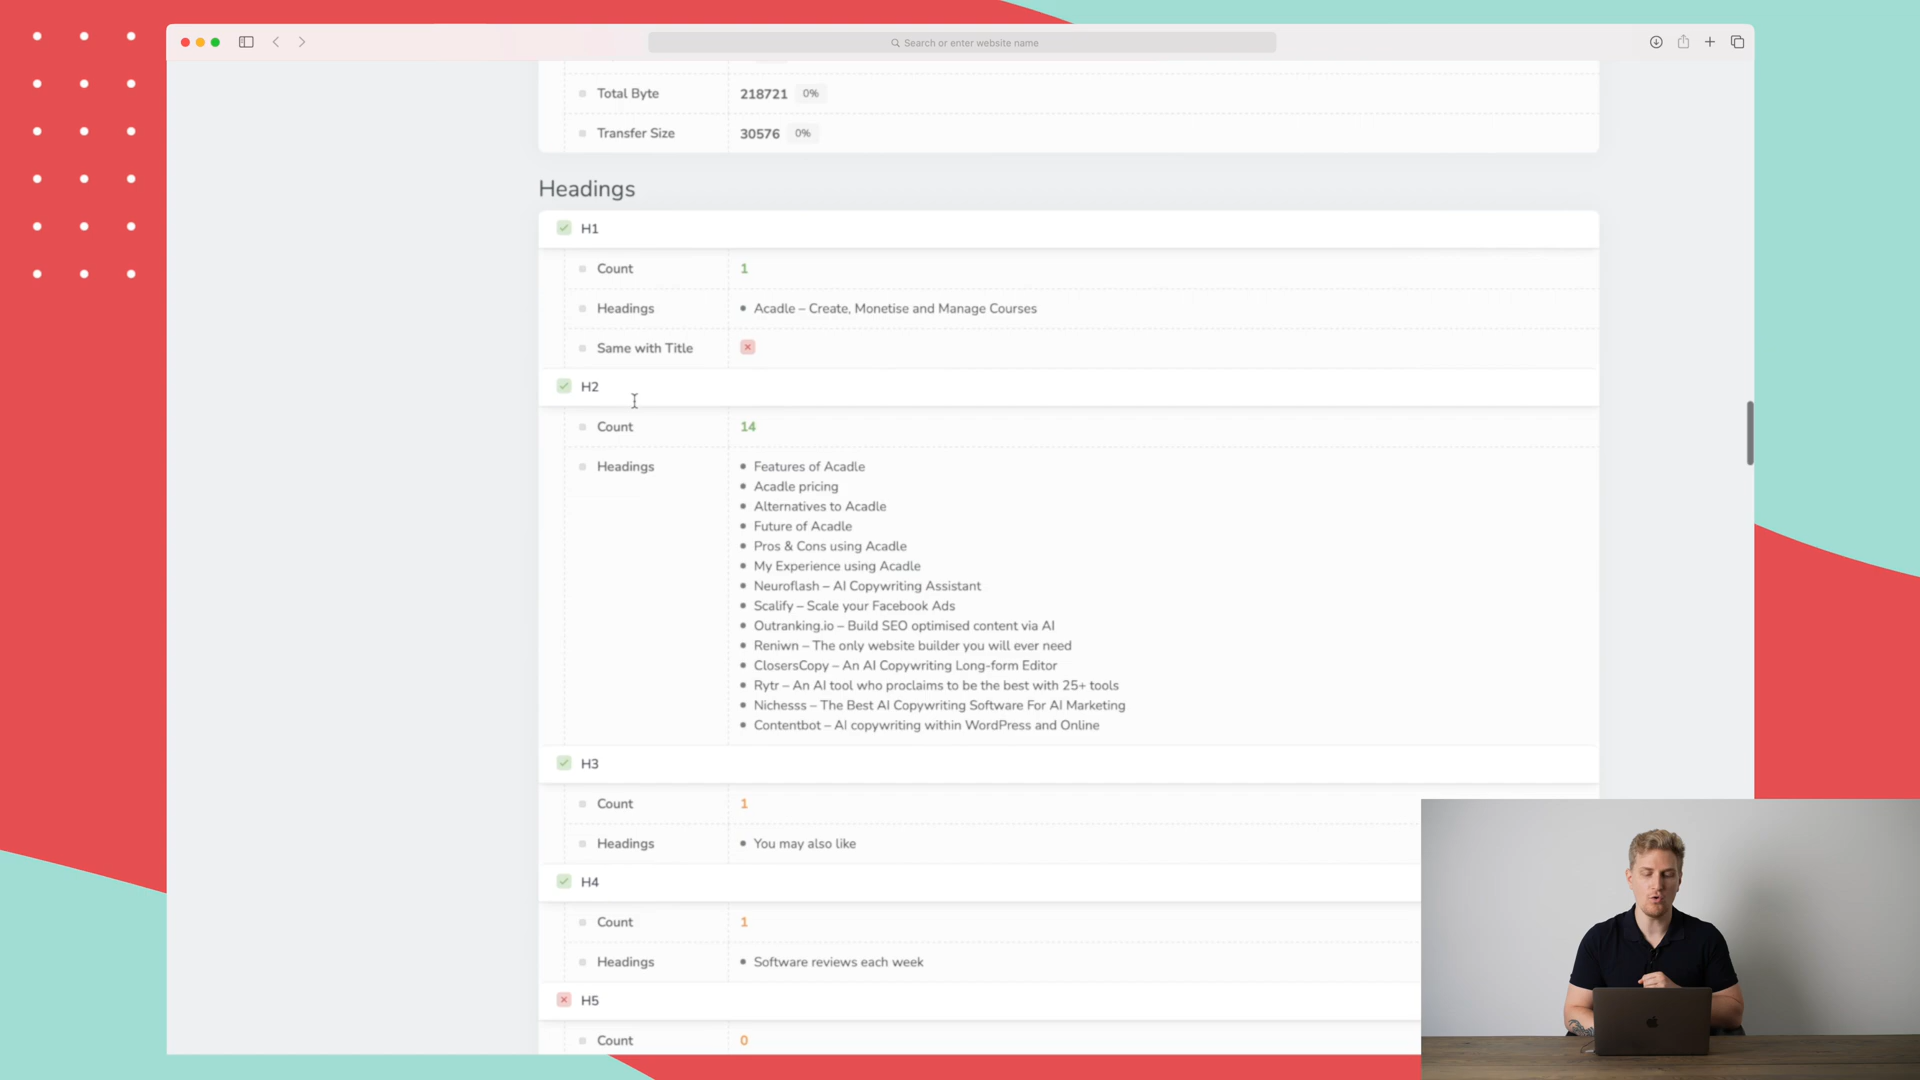 Search or enter website name
Total Byte 218721 0%
Transfer Size 30576 0%
Headings
H1
Count 1
Headings Acadle – Create, Monetise and Manage Courses
Same with Title
H2
Count 14
Headings Features of Acadle
Acadle pricing
Alternatives to Acadle
Future of Acadle
Pros & Cons using Acadle
My Experience using Acadle
Neuroflash – AI Copywriting Assistant
Scalify – Scale your Facebook Ads
Outranking.io – Build SEO optimised content via AI
Reniwn – The only website builder you will ever need
ClosersCopy – An AI Copywriting Long-form Editor
Rytr – An AI tool who proclaims to be the best with 25+ tools
Nichesss – The Best AI Copywriting Software For AI Marketing
Contentbot – AI copywriting within WordPress and Online
H3
Count 1
Headings You may also like
H4
Count 1
Headings Software reviews each week
H5
Count 0